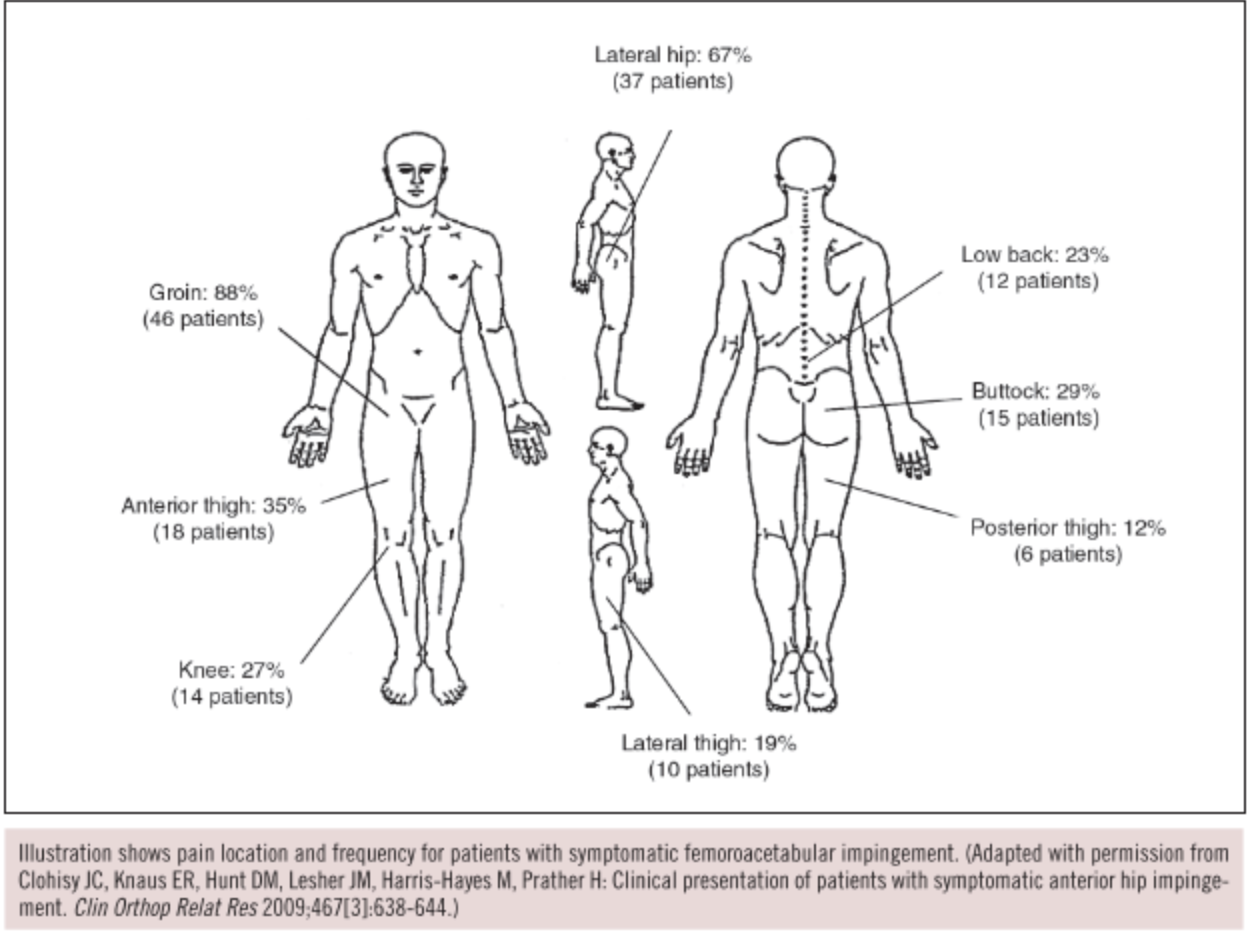 Lateral hip: 67%
(37 patients)
Groin: 88%
(46 patients)
Low back: 23%
(12 patients)
Buttock: 29%
(15 patients)
Anterior thigh: 35%
(18 patients)
Posterior thigh: 12%
(6 patients)
Knee: 27%
(14 patients)
Lateral thigh: 19%
(10 patients)
Illustration shows pain location and frequency for patients with symptomatic femoroacetabular impingement. (Adapted with permission from
Clohisy JC, Knaus ER, Hunt DM, Lesher JM, Harris-Hayes M, Prather H: Clinical presentation of patients with symptomatic anterior hip impinge-
ment. Clin Orthop Relat Res 2009;467[3]:638-644.)